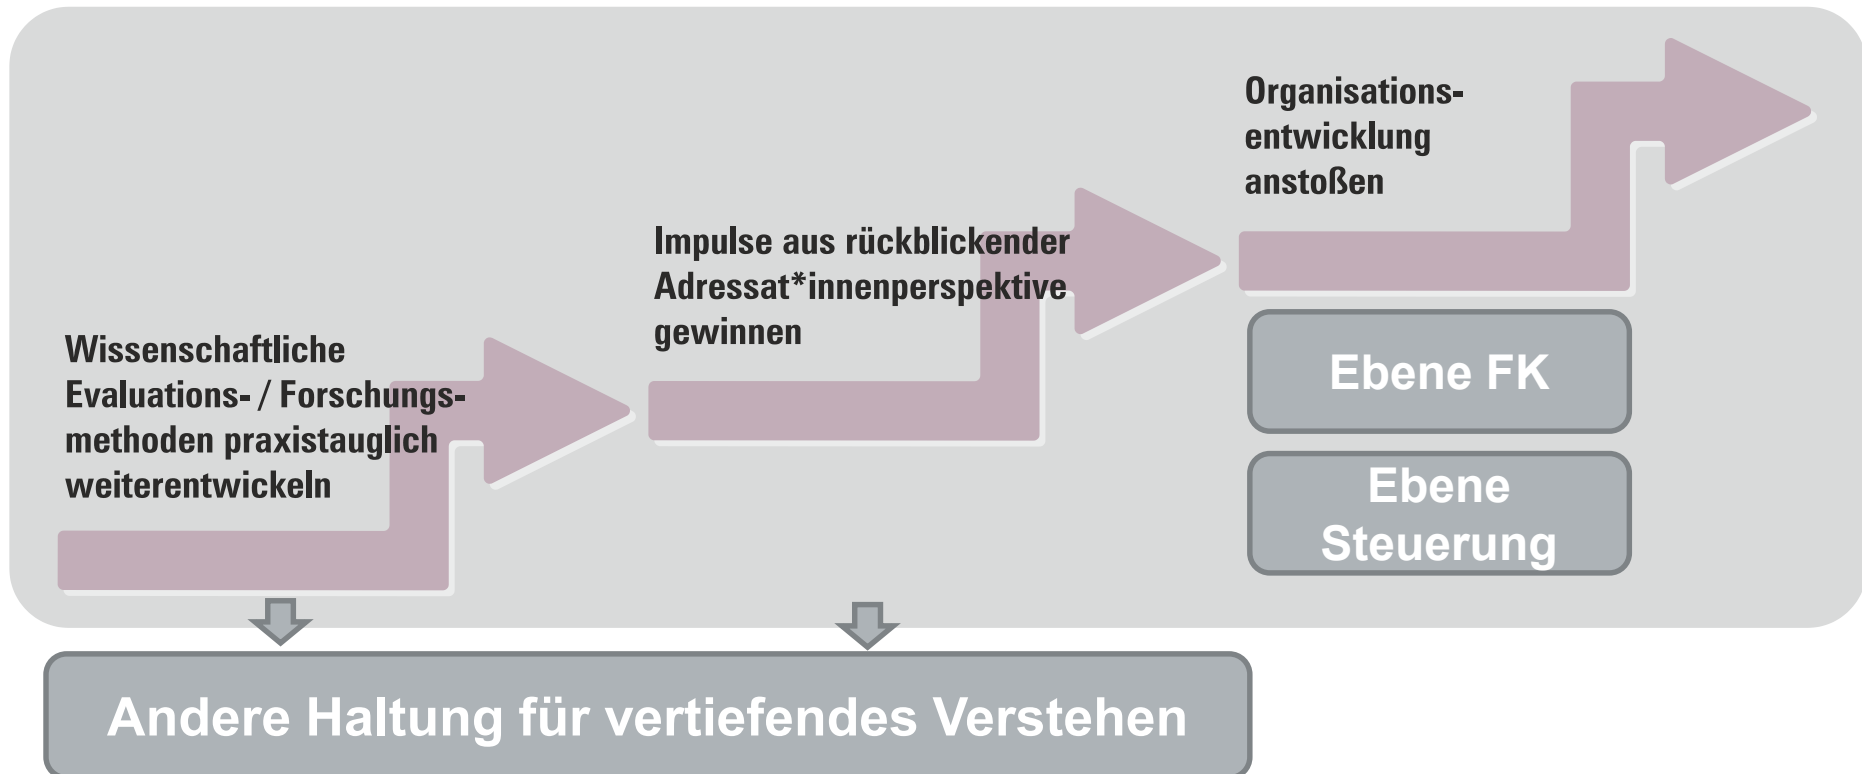 Wissenschaftliche
Evaluations- / Forschungs-
methoden praxistauglich
weiterentwickeln
Impulse aus rückblickender
Adressat*innenperspektive
gewinnen
Organisations-
entwicklung
anstoßen
Ebene FK
Ebene
Steuerung
Andere Haltung für vertiefendes Verstehen